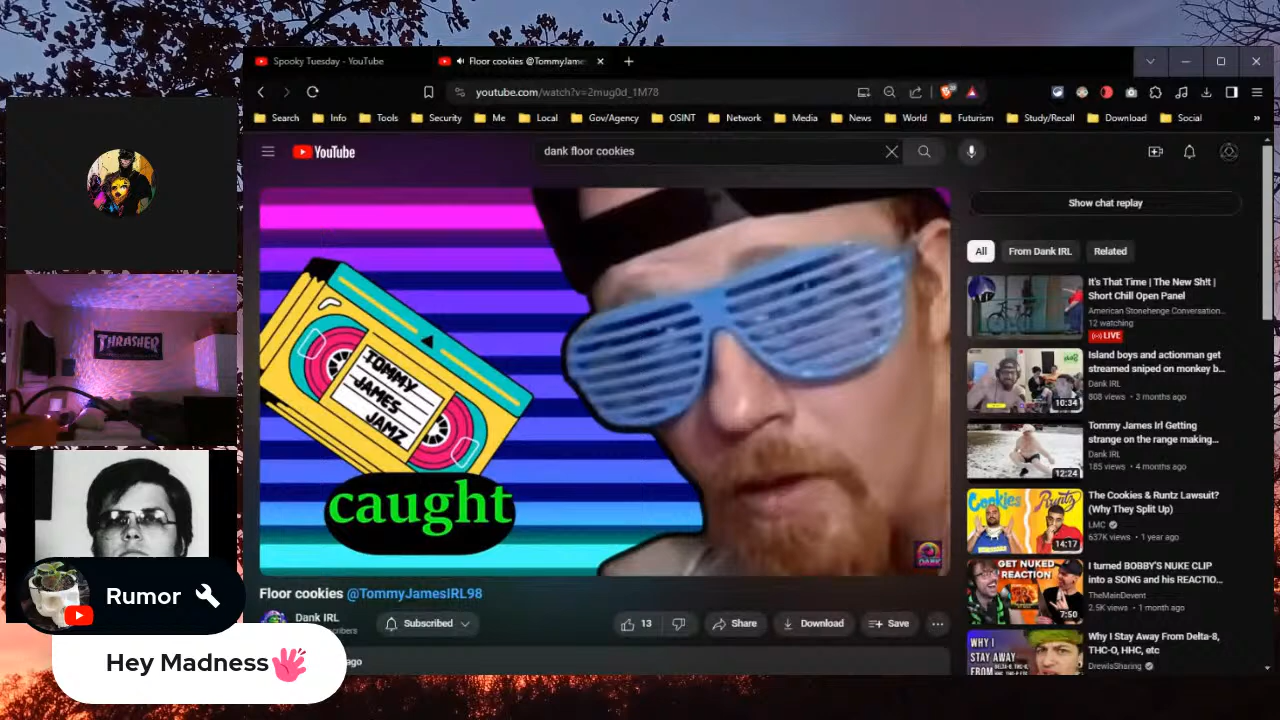 Spooky Tuesday - YouTube
Floor cookies @TommyJame
youtube.com/watch?v=2mug0d_1M78
Search
Info
Tools
Security
Me
Local
Gov/Agency
OSINT
Network
Media
News
World
Futurism
Study/Recall
Download
Social
YouTube
dank floor cookies
Show chat replay
All
From Dank IRL
Related
TOMMY
JAMES
JAMZ
caught
DANK
THRASHER
It's That Time | The New Sh!t |
Short Chill Open Panel
American Stonehenge Conversation...
12 watching
LIVE
Island boys and actionman get
streamed sniped on monkey b...
Dank IRL
808 views • 3 months ago
10:34
Tommy James Irl Getting
strange on the range making...
Dank IRL
185 views • 4 months ago
12:24
Cookies
Runtz
The Cookies & Runtz Lawsuit?
(Why They Split Up)
LMC
637K views • 1 year ago
14:17
GET NUKED
REACTION
I turned BOBBY'S NUKE CLIP
into a SONG and his REACTIO...
TheMainDevent
2.5K views • 1 month ago
7:50
WHY I
STAY AWAY
FROM
Why I Stay Away From Delta-8,
THC-O, HHC, etc
DrewIsSharing
Floor cookies @TommyJamesIRL98
Dank IRL
Subscribed
13
Share
Download
Save
ago
Rumor
Hey Madness